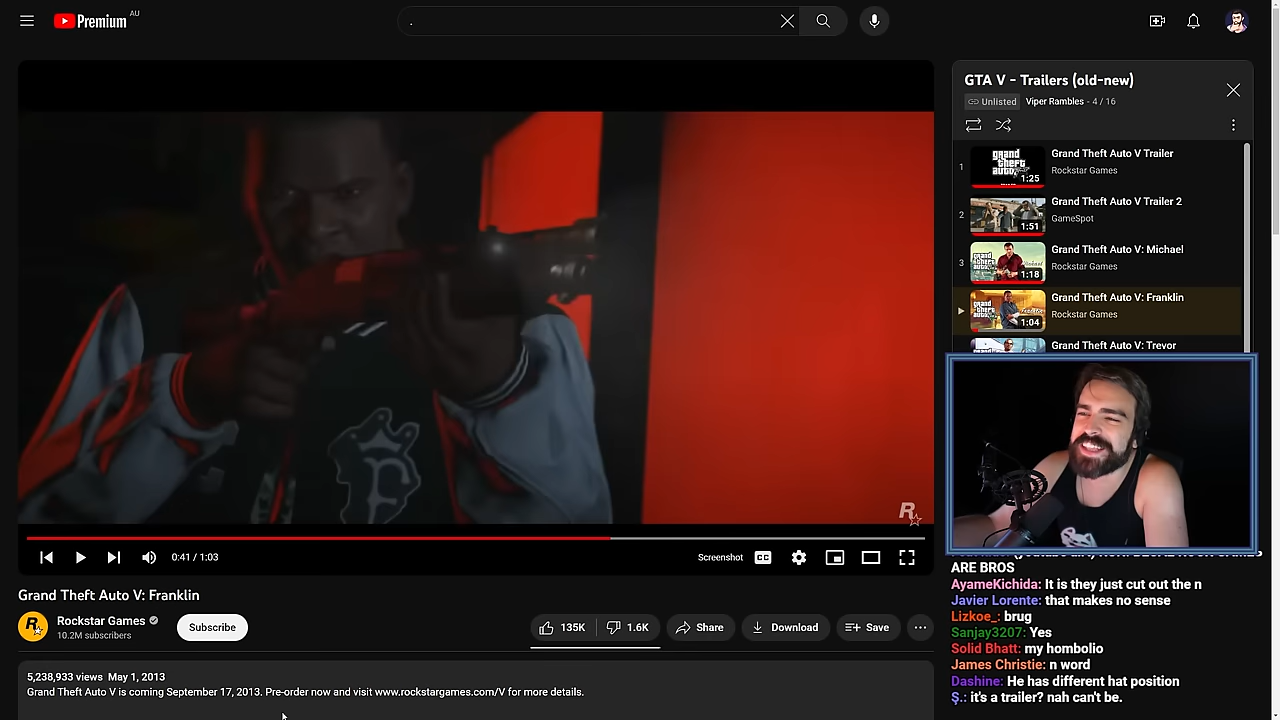 Premium AU
.
GTA V - Trailers (old-new)
Unlisted Viper Rambles - 4 / 16
1
grand theft auto V
1:25
Grand Theft Auto V Trailer
Rockstar Games
2
1:51
Grand Theft Auto V Trailer 2
GameSpot
3
1:18
Grand Theft Auto V: Michael
Rockstar Games
1:04
Grand Theft Auto V: Franklin
Rockstar Games
Grand Theft Auto V: Trevor
R
0:41 / 1:03
Screenshot
CC
Grand Theft Auto V: Franklin
Rockstar Games
10.2M subscribers
Subscribe
135K
1.6K
Share
Download
Save
5,238,933 views May 1, 2013
Grand Theft Auto V is coming September 17, 2013. Pre-order now and visit www.rockstargames.com/V for more details.
ARE BROS
AyameKichida: It is they just cut out the n
Javier Lorente: that makes no sense
Lizkoe_: brug
Sanjay3207: Yes
Solid Bhatt: my hombolio
James Christie: n word
Dashine: He has different hat position
Ş.: it's a trailer? nah can't be.